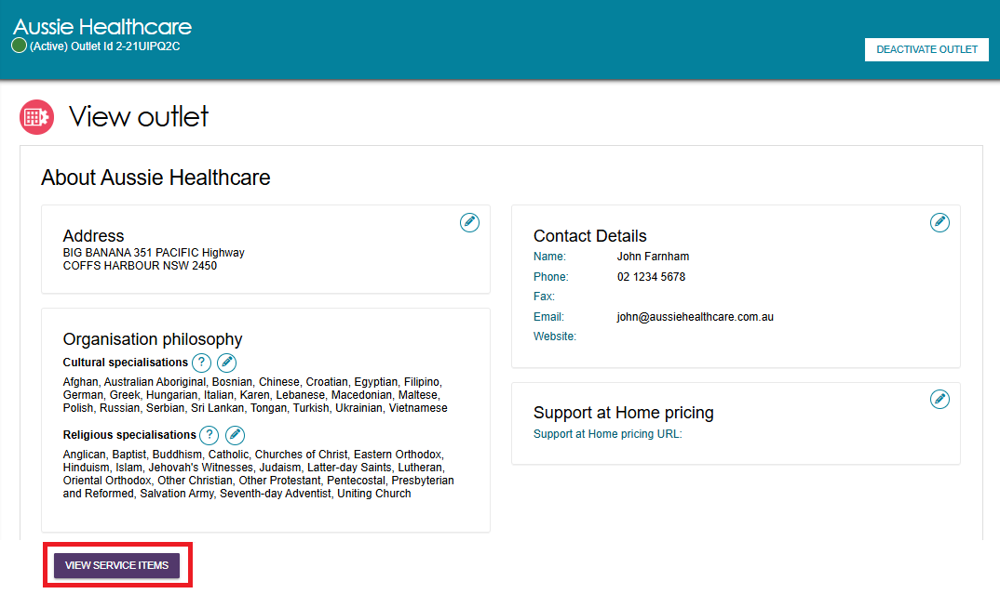 Aussie Healthcare
(Active) Outlet Id 2-21UIPQ2C
DEACTIVATE OUTLET
View outlet
About Aussie Healthcare
Address
BIG BANANA 351 PACIFIC Highway
COFFS HARBOUR NSW 2450
Organisation philosophy
Cultural specialisations ?
Afghan, Australian Aboriginal, Bosnian, Chinese, Croatian, Egyptian, Filipino,
German, Greek, Hungarian, Italian, Karen, Lebanese, Macedonian, Maltese,
Polish, Russian, Serbian, Sri Lankan, Tongan, Turkish, Ukrainian, Vietnamese
Religious specialisations ?
Anglican, Baptist, Buddhism, Catholic, Churches of Christ, Eastern Orthodox,
Hinduism, Islam, Jehovah's Witnesses, Judaism, Latter-day Saints, Lutheran,
Oriental Orthodox, Other Christian, Other Protestant, Pentecostal, Presbyterian
and Reformed, Salvation Army, Seventh-day Adventist, Uniting Church
Contact Details
Name: John Farnham
Phone: 02 1234 5678
Fax:
Email: john@aussiehealthcare.com.au
Website:
Support at Home pricing
Support at Home pricing URL:
VIEW SERVICE ITEMS